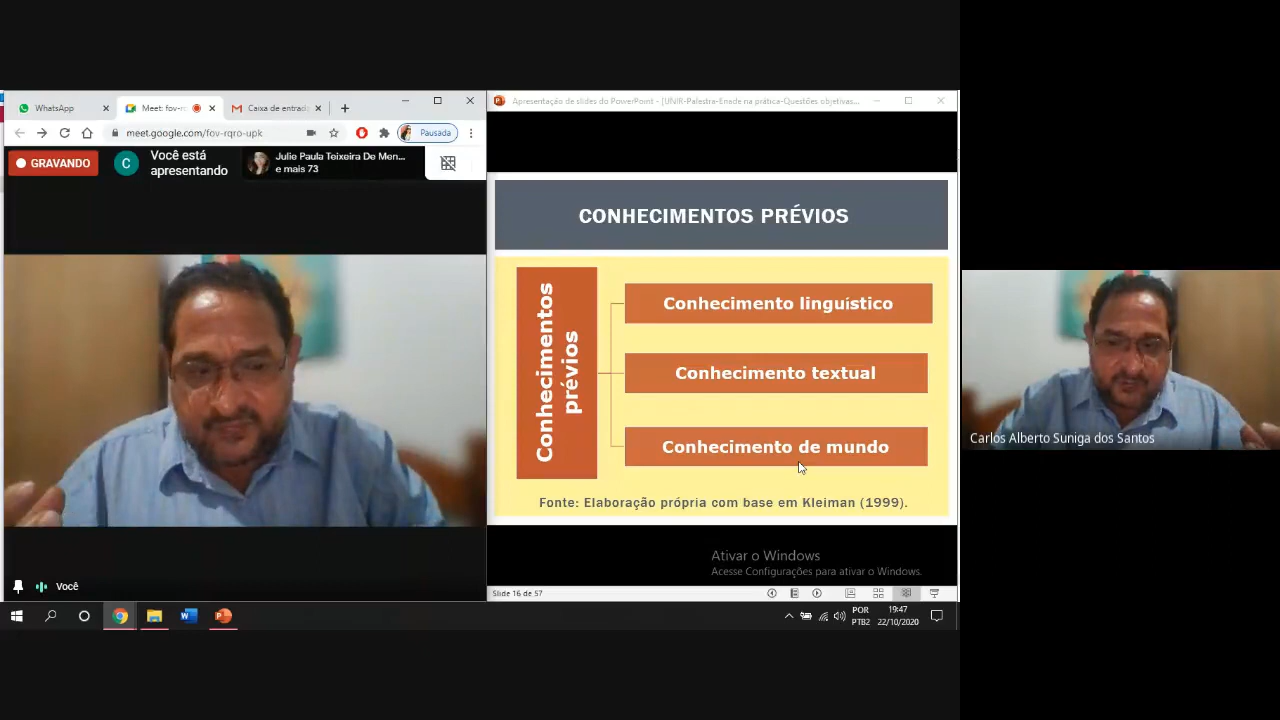 WhatsApp
Meet: fov-r
Caixa de entrad
meet.google.com/fov-rqro-upk
Pausada
GRAVANDO
C
Você está
apresentando
Julie Paula Teixeira De Men...
e mais 73
Você
Apresentação de slides do PowerPoint - [UNIR-Palestra-Enade na prática-Questões objetivas...
CONHECIMENTOS PRÉVIOS
Conhecimentos
prévios
Conhecimento linguístico
Conhecimento textual
Conhecimento de mundo
Fonte: Elaboração própria com base em Kleiman (1999).
Ativar o Windows
Acesse Configurações para ativar o Windows.
Slide 16 de 57
POR
PTB2
19:47
22/10/2020
Carlos Alberto Suniga dos Santos